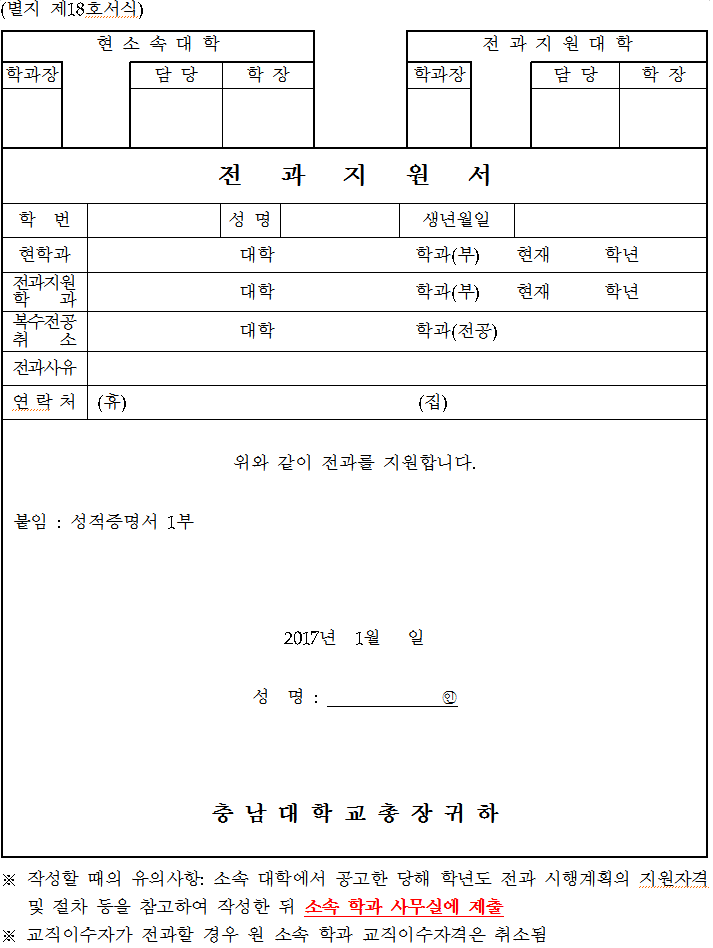 (별지 제18호서식)
현 소 속 대 학 전 과 지 원 대 학
학과장 담 당 학 장 학과장 담 당 학 장
전 과 지 원 서
학 번 성 명 생년월일
현학과 대학 학과(부) 현재 학년
전과지원
학 과 대학 학과(부) 현재 학년
복수전공
취 소 대학 학과(전공)
전과사유
연 락 처 (휴) (집)
위와 같이 전과를 지원합니다.
붙임 : 성적증명서 1부
2017년 1월 일
성 명 : ㊞
충 남 대 학 교 총 장 귀 하
※ 작성할 때의 유의사항: 소속 대학에서 공고한 당해 학년도 전과 시행계획의 지원자격
및 절차 등을 참고하여 작성한 뒤 소속 학과 사무실에 제출
※ 교직이수자가 전과할 경우 원 소속 학과 교직이수자격은 취소됨